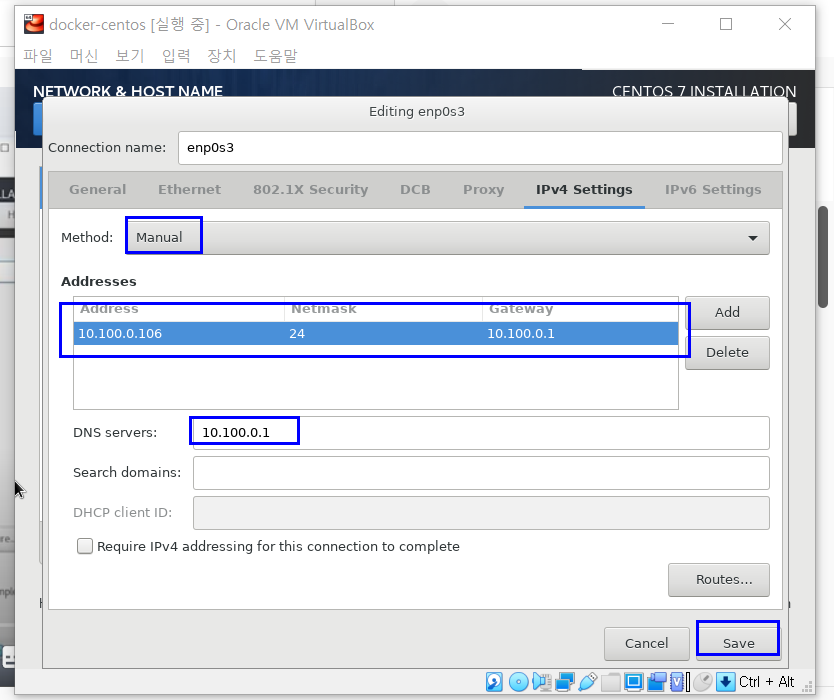 docker-centos [실행 중] - Oracle VM VirtualBox
파일 머신 보기 입력 장치 도움말
NETWORK & HOST NAME CENTOS 7 INSTALLATION
Editing enp0s3
Connection name: enp0s3
General Ethernet 802.1X Security DCB Proxy IPv4 Settings IPv6 Settings
Method: Manual
Addresses
Address Netmask Gateway
Add
10.100.0.106 24 10.100.0.1
Delete
DNS servers: 10.100.0.1
Search domains:
DHCP client ID:
Require IPv4 addressing for this connection to complete
Routes...
Cancel Save
Ctrl + Alt